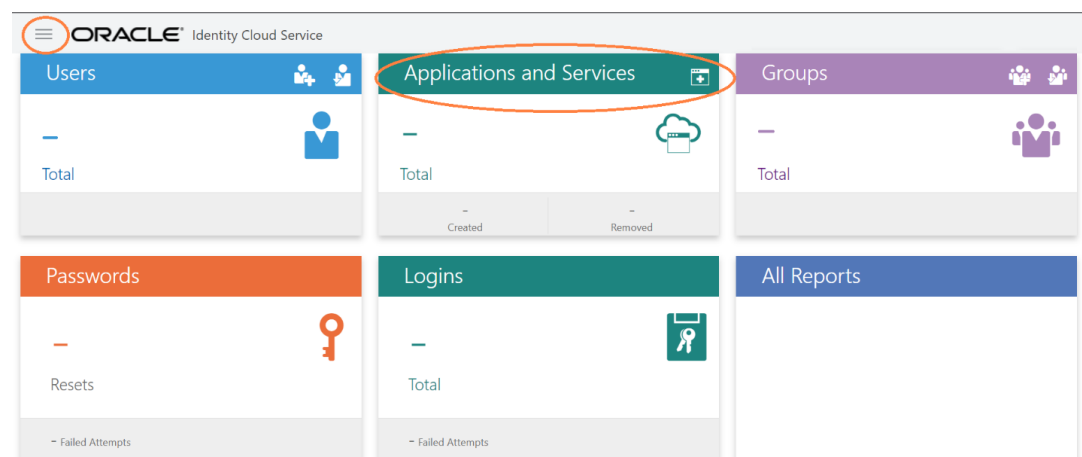 ORACLE® Identity Cloud Service
Users
Applications and Services
Groups
–
Total
–
Total
–
Total
-
Created
-
Removed
Passwords
Logins
All Reports
–
Resets
–
Total
- Failed Attempts
- Failed Attempts